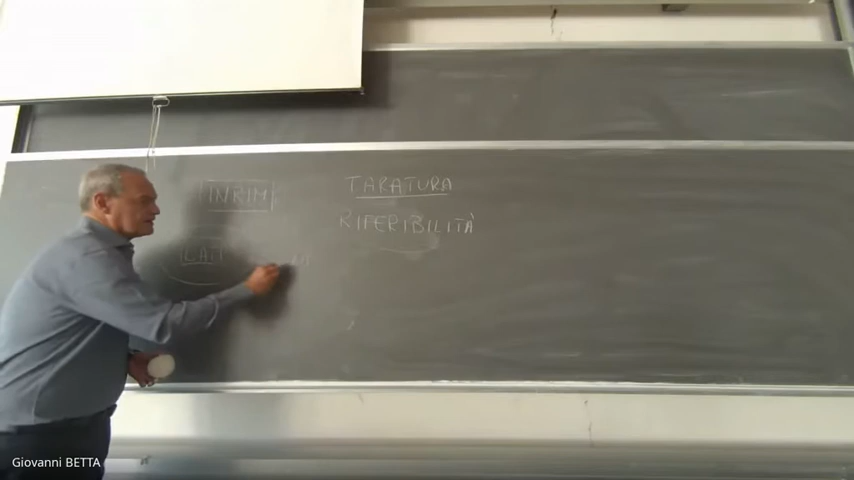 INRIM
TARATURA
RIFERIBILITÀ
Giovanni BETTA